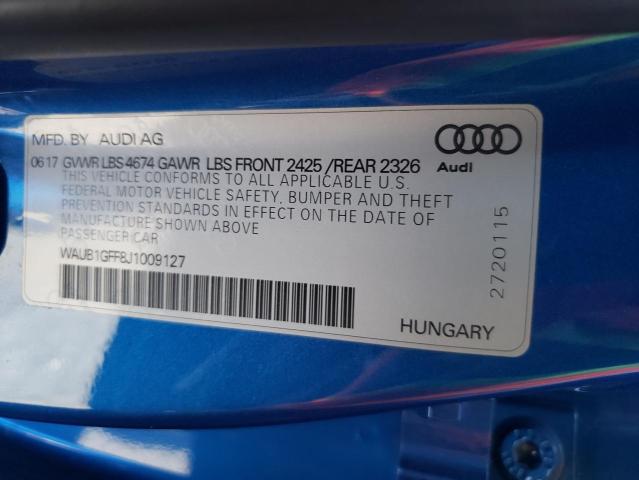 MFD. BY AUDI AG
0617 GVWR LBS 4674 GAWR LBS FRONT 2425 /REAR 2326
THIS VEHICLE CONFORMS TO ALL APPLICABLE U.S.
FEDERAL MOTOR VEHICLE SAFETY, BUMPER AND THEFT
PREVENTION STANDARDS IN EFFECT ON THE DATE OF
MANUFACTURE SHOWN ABOVE
PASSENGER CAR
WAUB1GFF8J1009127
Audi
2720115
HUNGARY